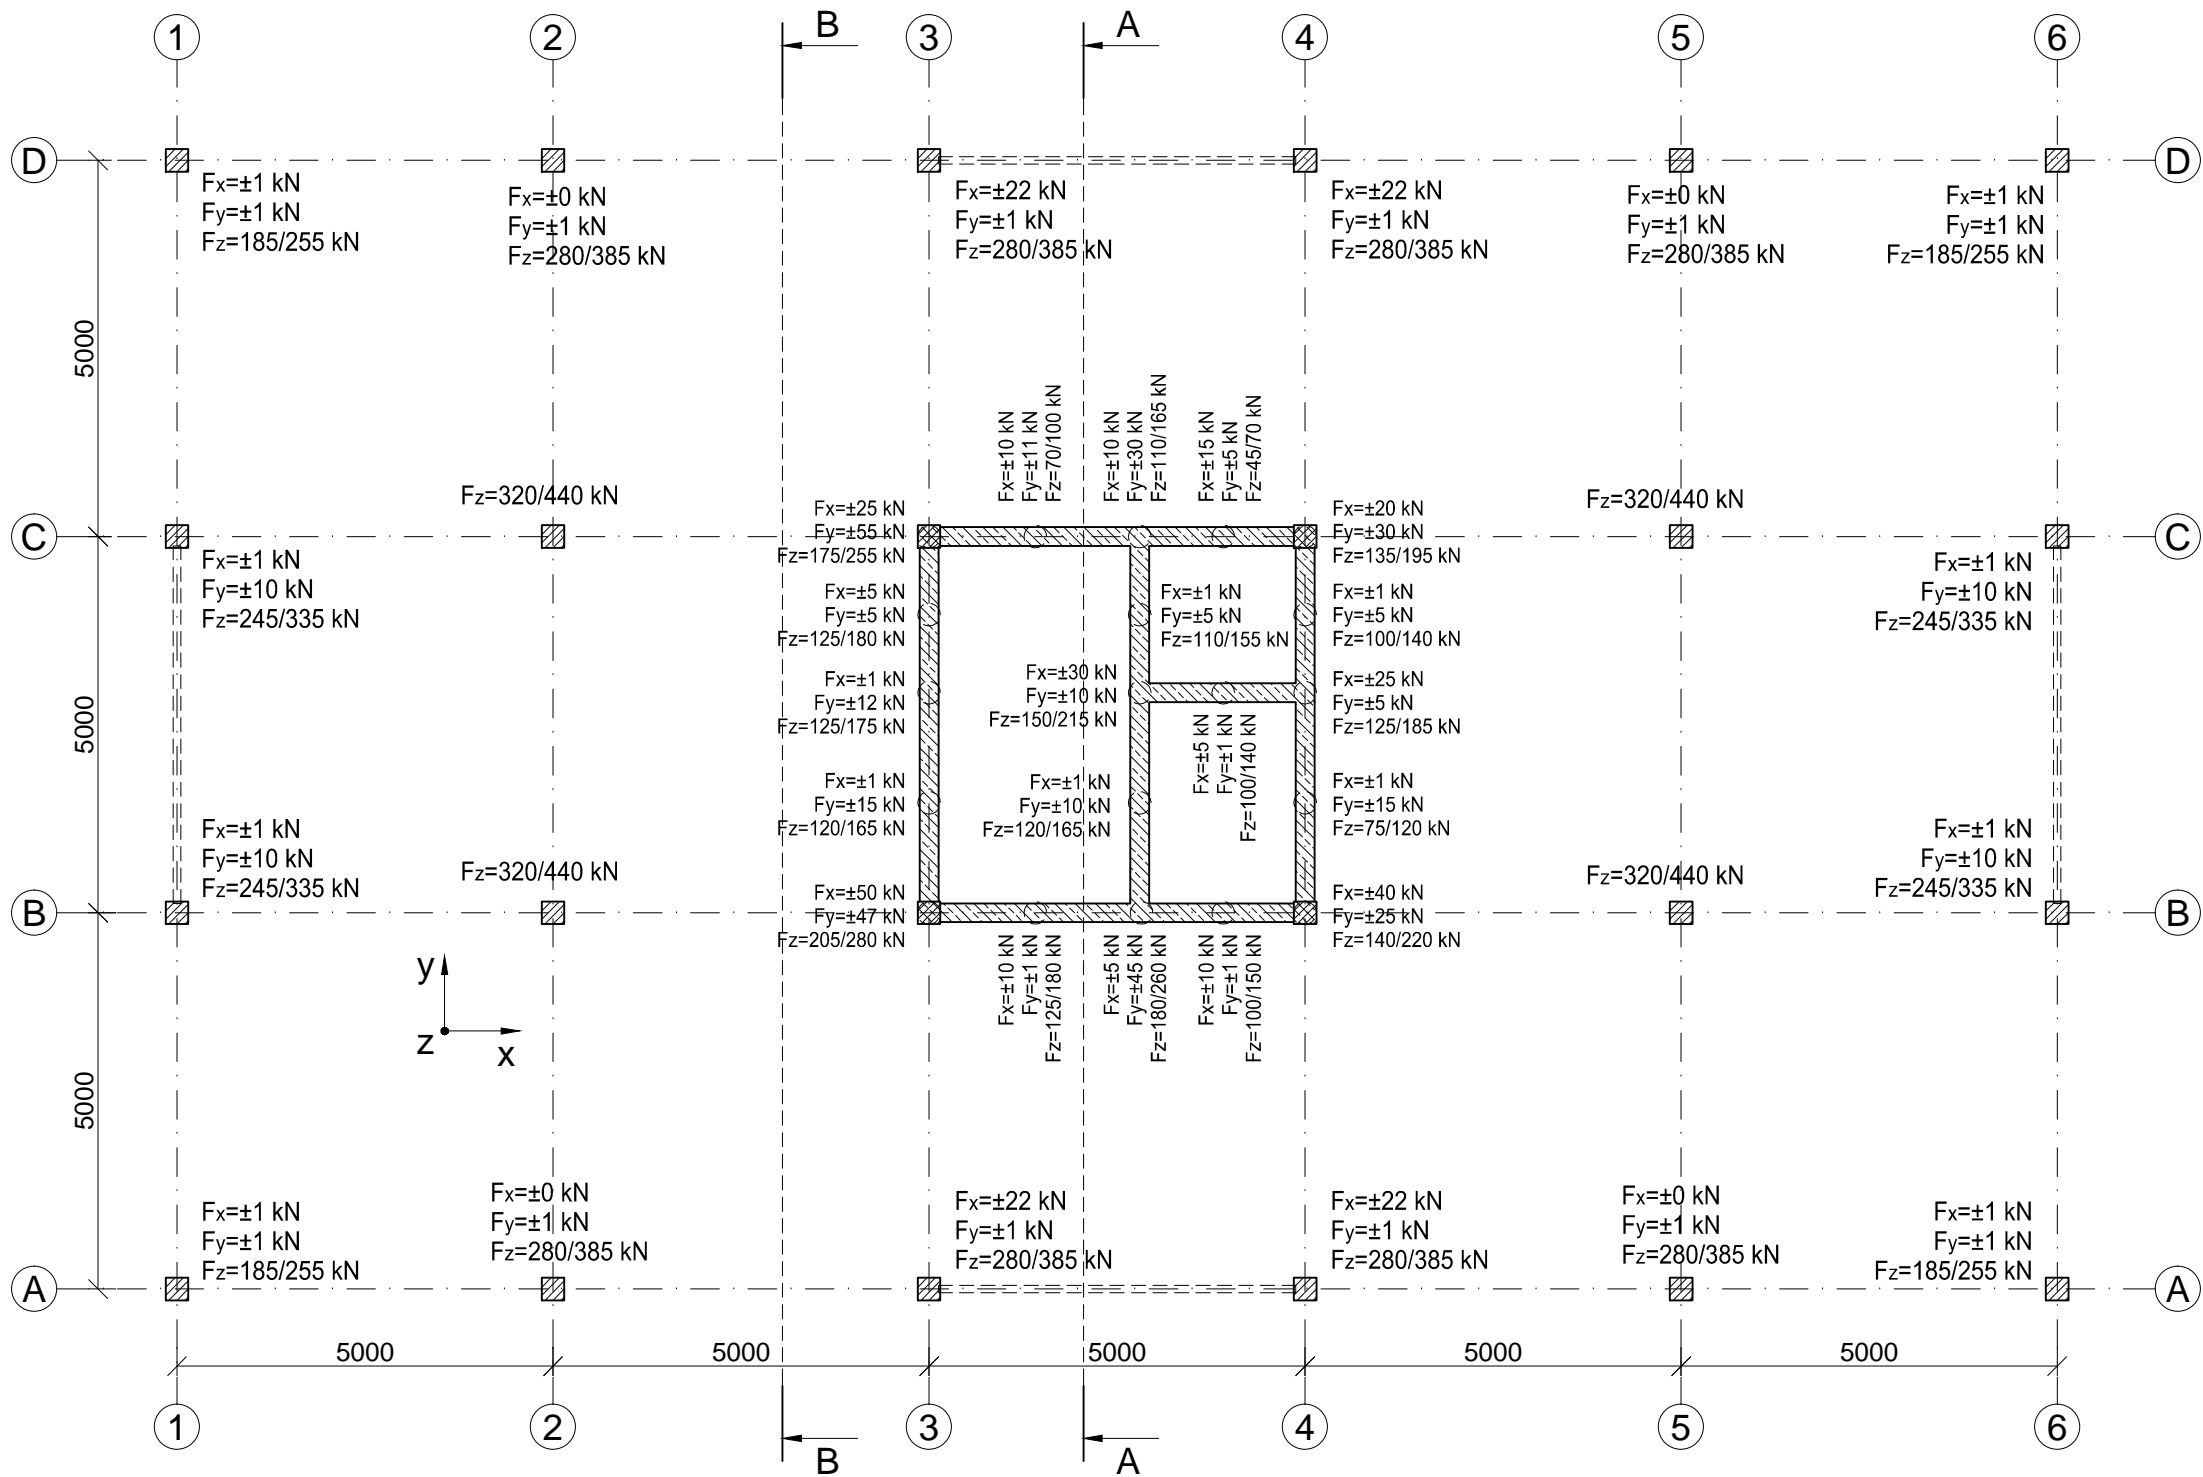 1
2
B
3
A
4
5
6
D
D
Fx=±1 kN
Fy=±1 kN
Fz=185/255 kN
Fx=±0 kN
Fy=±1 kN
Fz=280/385 kN
Fx=±22 kN
Fy=±1 kN
Fz=280/385 kN
Fx=±22 kN
Fy=±1 kN
Fz=280/385 kN
Fx=±0 kN
Fy=±1 kN
Fz=280/385 kN
Fx=±1 kN
Fy=±1 kN
Fz=185/255 kN
5000
Fx=±10 kN
Fy=±11 kN
Fz=70/100 kN
Fx=±10 kN
Fy=±30 kN
Fz=110/165 kN
Fx=±15 kN
Fy=±5 kN
Fz=45/70 kN
Fz=320/440 kN
Fx=±25 kN
Fy=±55 kN
Fz=175/255 kN
Fx=±20 kN
Fy=±30 kN
Fz=135/195 kN
Fz=320/440 kN
C
C
Fx=±1 kN
Fy=±10 kN
Fz=245/335 kN
Fx=±5 kN
Fy=±5 kN
Fz=125/180 kN
Fx=±1 kN
Fy=±5 kN
Fz=110/155 kN
Fx=±1 kN
Fy=±5 kN
Fz=100/140 kN
Fx=±1 kN
Fy=±10 kN
Fz=245/335 kN
5000
Fx=±1 kN
Fy=±12 kN
Fz=125/175 kN
Fx=±30 kN
Fy=±10 kN
Fz=150/215 kN
Fx=±25 kN
Fy=±5 kN
Fz=125/185 kN
Fx=±5 kN
Fy=±1 kN
Fz=100/140 kN
Fx=±1 kN
Fy=±15 kN
Fz=120/165 kN
Fx=±1 kN
Fy=±10 kN
Fz=120/165 kN
Fx=±1 kN
Fy=±15 kN
Fz=75/120 kN
Fx=±1 kN
Fy=±10 kN
Fz=245/335 kN
Fz=320/440 kN
Fx=±50 kN
Fy=±47 kN
Fz=205/280 kN
Fx=±40 kN
Fy=±25 kN
Fz=140/220 kN
Fz=320/440 kN
Fx=±1 kN
Fy=±10 kN
Fz=245/335 kN
B
B
Fx=±10 kN
Fy=±1 kN
Fz=125/180 kN
Fx=±5 kN
Fy=±45 kN
Fz=180/260 kN
Fx=±10 kN
Fy=±1 kN
Fz=100/150 kN
y
z
x
5000
Fx=±1 kN
Fy=±1 kN
Fz=185/255 kN
Fx=±0 kN
Fy=±1 kN
Fz=280/385 kN
Fx=±22 kN
Fy=±1 kN
Fz=280/385 kN
Fx=±22 kN
Fy=±1 kN
Fz=280/385 kN
Fx=±0 kN
Fy=±1 kN
Fz=280/385 kN
Fx=±1 kN
Fy=±1 kN
Fz=185/255 kN
A
A
5000
5000
5000
5000
5000
1
2
B
3
A
4
5
6